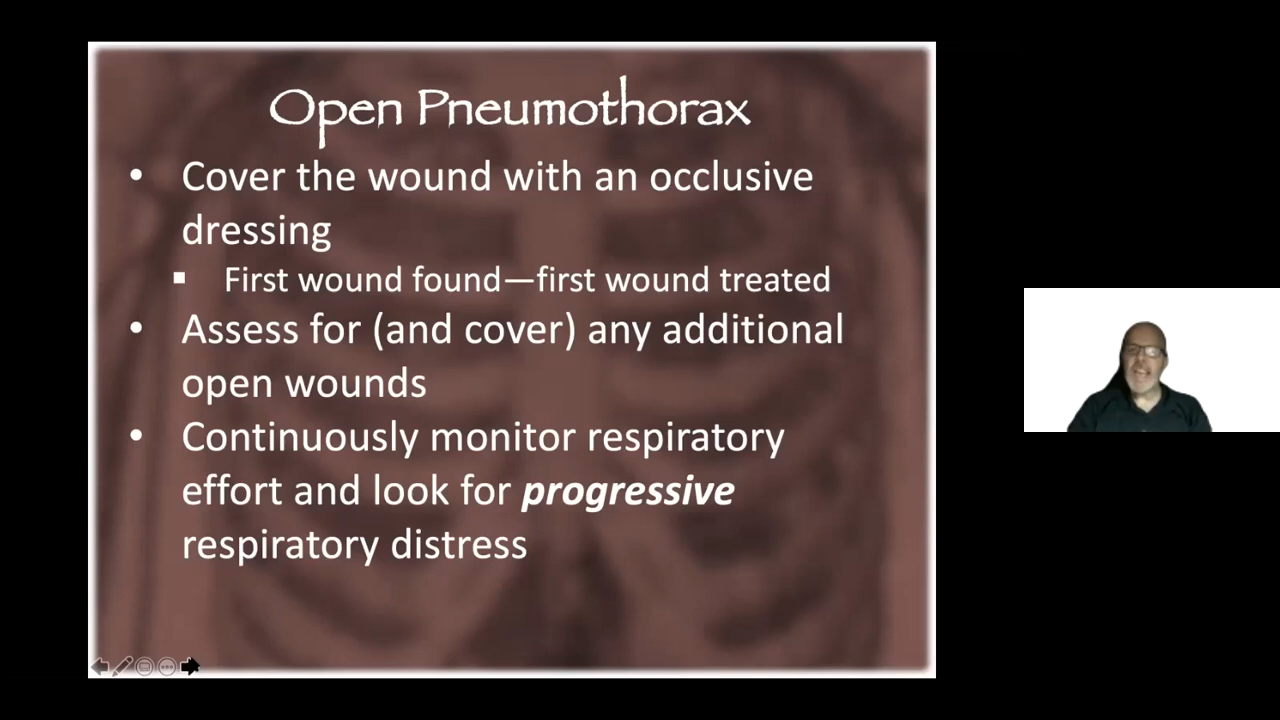 Open Pneumothorax
• Cover the wound with an occlusive
dressing
▪ First wound found—first wound treated
• Assess for (and cover) any additional
open wounds
• Continuously monitor respiratory
effort and look for progressive
respiratory distress